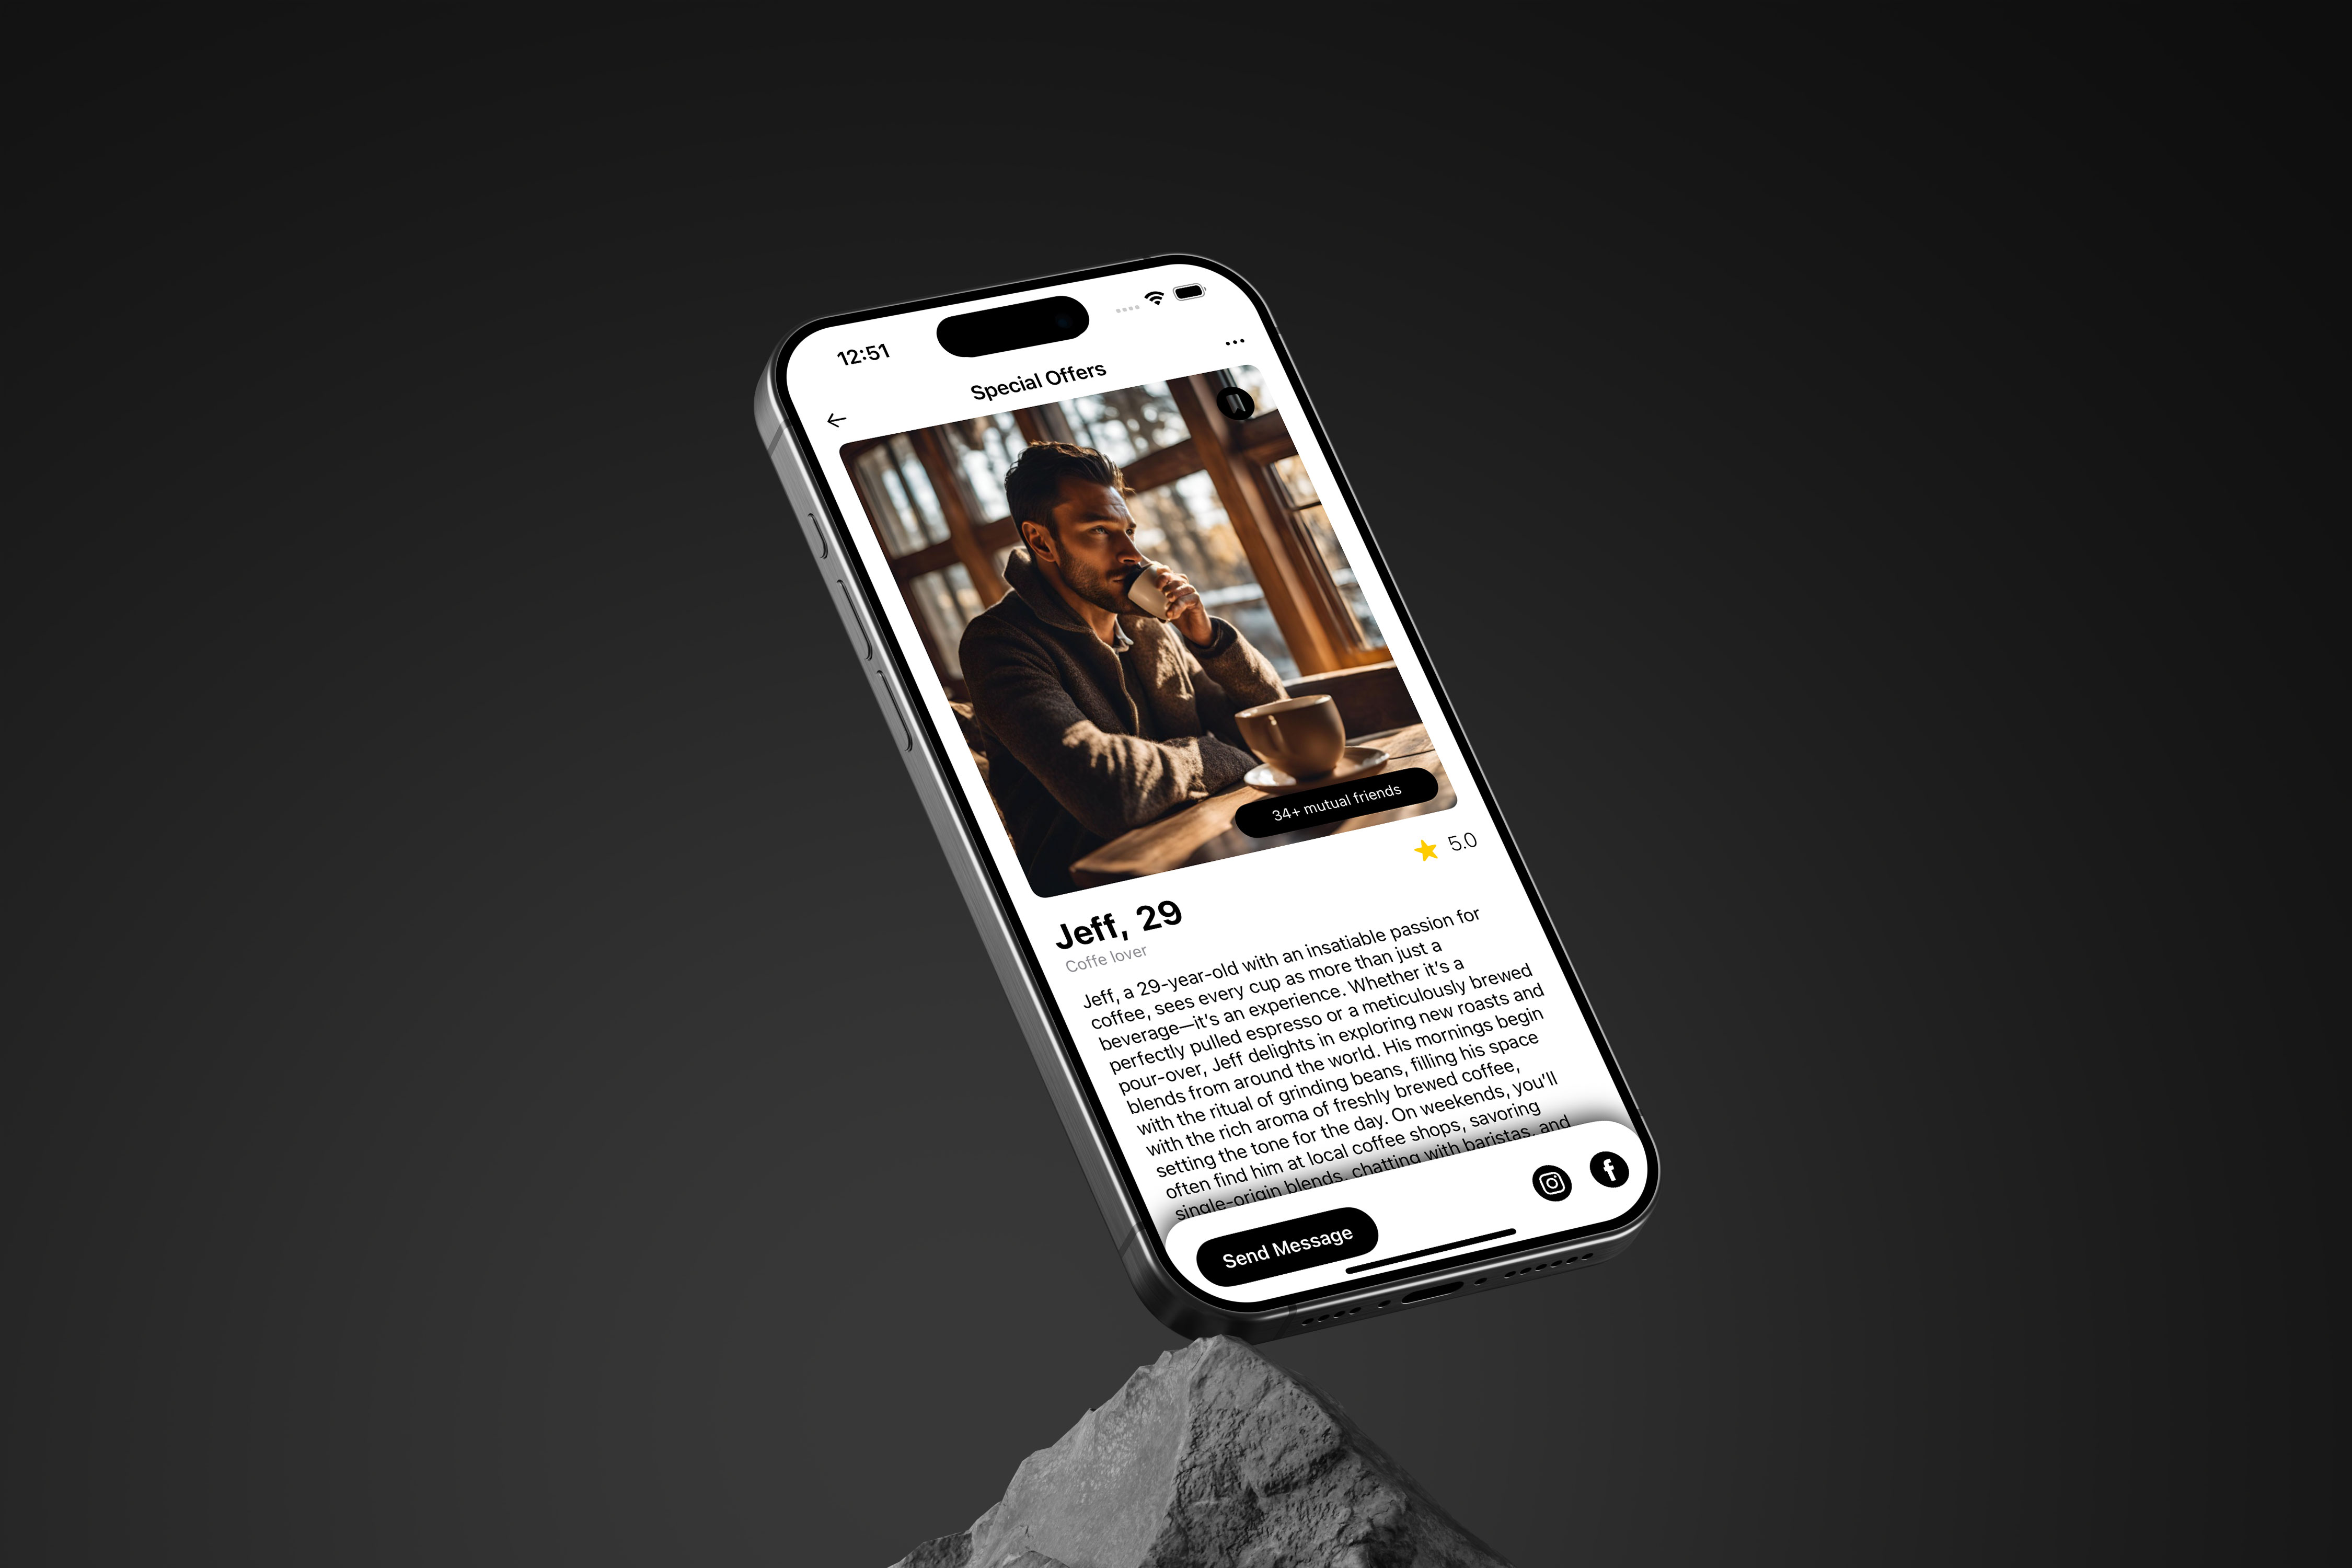 12:51
Special Offers
34+ mutual friends
5.0
Jeff, 29
Coffe lover
Jeff, a 29-year-old with an insatiable passion for
coffee, sees every cup as more than just a
beverage—it's an experience. Whether it's a
perfectly pulled espresso or a meticulously brewed
pour-over, Jeff delights in exploring new roasts and
blends from around the world. His mornings begin
with the ritual of grinding beans, filling his space
with the rich aroma of freshly brewed coffee,
setting the tone for the day. On weekends, you'll
often find him at local coffee shops, savoring
single-origin blends, chatting with baristas, and
Send Message